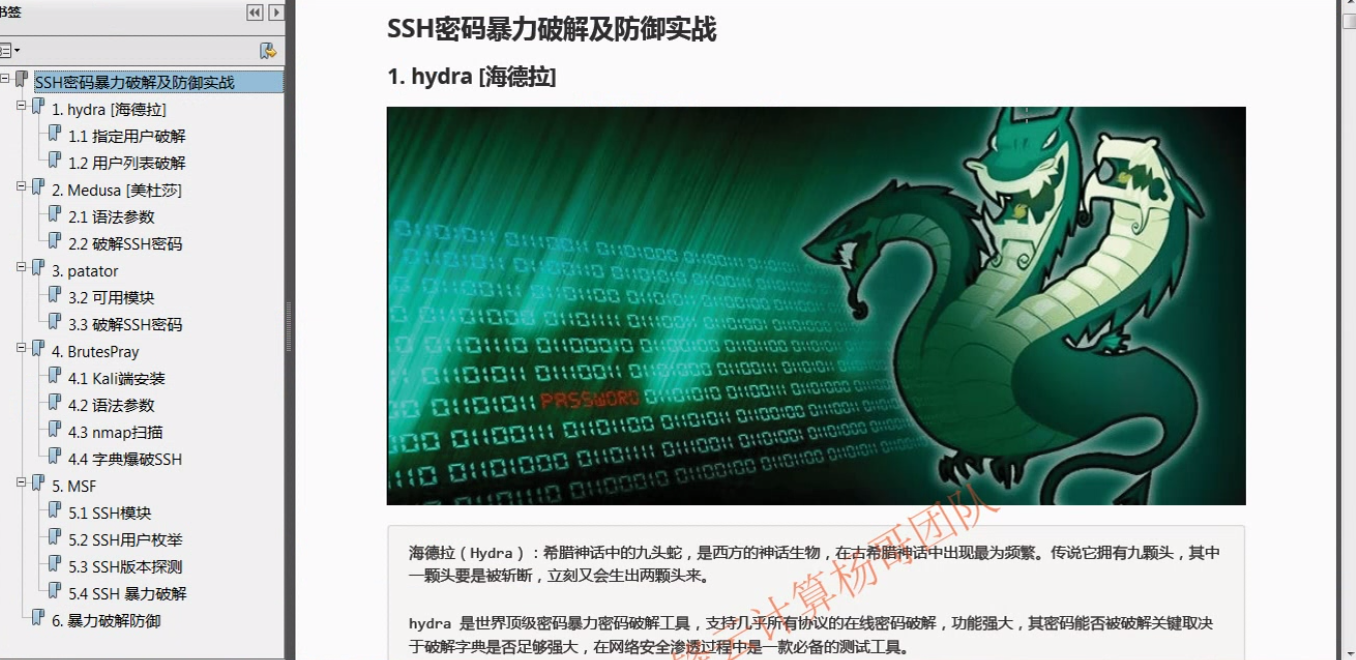 书签
SSH密码暴力破解及防御实战
1. hydra [海德拉]
1.1 指定用户破解
1.2 用户列表破解
2. Medusa [美杜莎]
2.1 语法参数
2.2 破解SSH密码
3. patator
3.2 可用模块
3.3 破解SSH密码
4. BrutesPray
4.1 Kali端安装
4.2 语法参数
4.3 nmap扫描
4.4 字典爆破SSH
5. MSF
5.1 SSH模块
5.2 SSH用户枚举
5.3 SSH版本探测
5.4 SSH 暴力破解
6. 暴力破解防御
SSH密码暴力破解及防御实战
1. hydra [海德拉]
PASSWORD
海德拉（Hydra）：希腊神话中的九头蛇，是西方的神话生物，在古希腊神话中出现最为频繁。传说它拥有九颗头，其中
一颗头要是被斩断，立刻又会生出两颗头来。
hydra 是世界顶级密码暴力密码破解工具，支持几乎所有协议的在线密码破解，功能强大，其密码能否被破解关键取决
于破解字典是否足够强大，在网络安全渗透过程中是一款必备的测试工具。
云计算杨哥团队